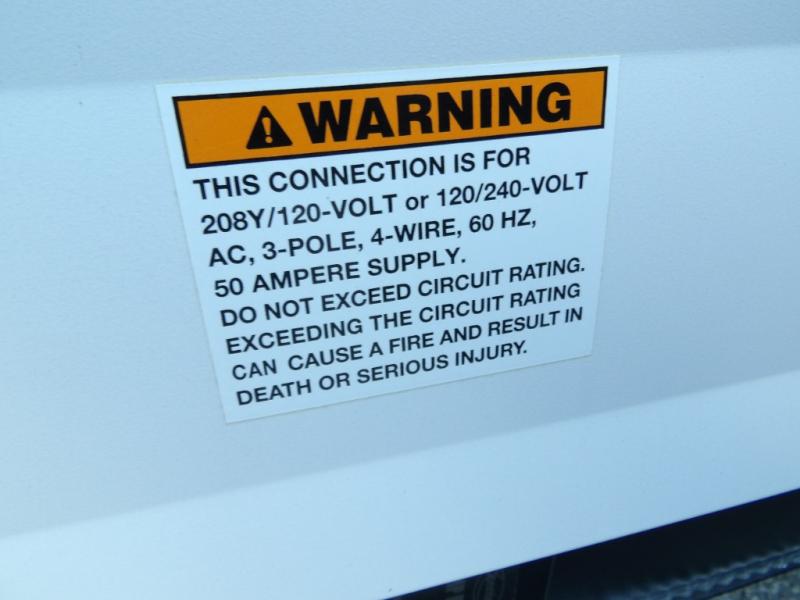 WARNING
THIS CONNECTION IS FOR
208Y/120-VOLT or 120/240-VOLT
AC, 3-POLE, 4-WIRE, 60 HZ,
50 AMPERE SUPPLY.
DO NOT EXCEED CIRCUIT RATING.
EXCEEDING THE CIRCUIT RATING
CAN CAUSE A FIRE AND RESULT IN
DEATH OR SERIOUS INJURY.